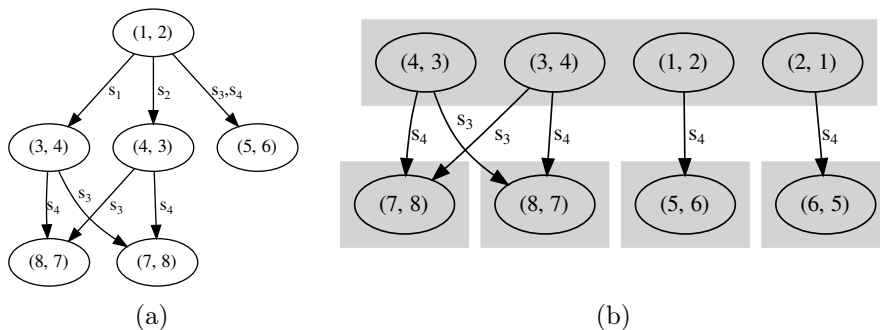 (1, 2)
s1
s2
s3,s4
(3, 4)
(4, 3)
(5, 6)
s4
s3
s3
s4
(8, 7)
(7, 8)
(a)
(4, 3)
(3, 4)
(1, 2)
(2, 1)
s4
s3
s3
s4
s4
s4
(7, 8)
(8, 7)
(5, 6)
(6, 5)
(b)